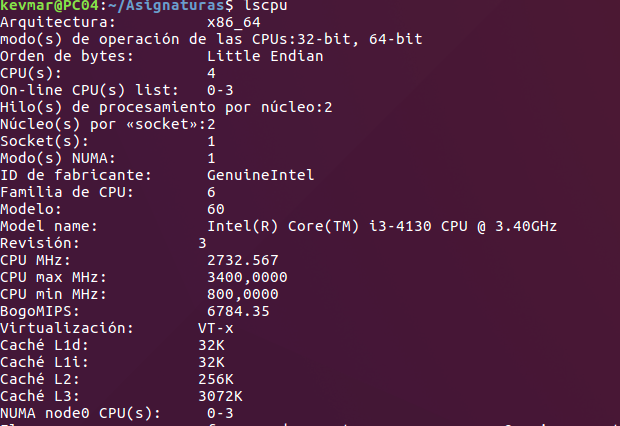 kevmar@PC04:~/Asignaturas$ lscpu
Arquitectura: x86_64
modo(s) de operación de las CPUs:32-bit, 64-bit
Orden de bytes: Little Endian
CPU(s): 4
On-line CPU(s) list: 0-3
Hilo(s) de procesamiento por núcleo:2
Núcleo(s) por «socket»:2
Socket(s): 1
Modo(s) NUMA: 1
ID de fabricante: GenuineIntel
Familia de CPU: 6
Modelo: 60
Model name: Intel(R) Core(TM) i3-4130 CPU @ 3.40GHz
Revisión: 3
CPU MHz: 2732.567
CPU max MHz: 3400,0000
CPU min MHz: 800,0000
BogoMIPS: 6784.35
Virtualización: VT-x
Caché L1d: 32K
Caché L1i: 32K
Caché L2: 256K
Caché L3: 3072K
NUMA node0 CPU(s): 0-3